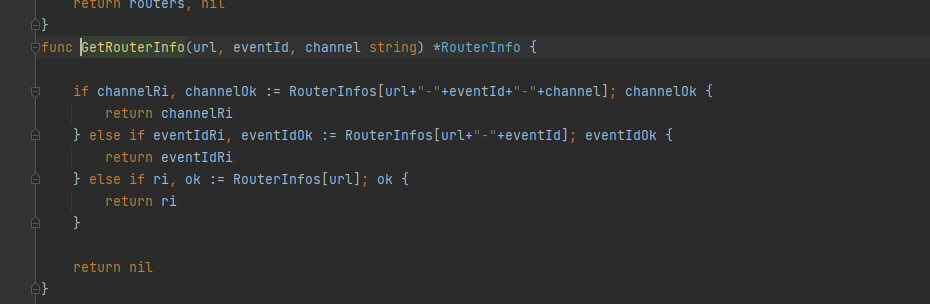 return routers, nil
}
func GetRouterInfo(url, eventId, channel string) *RouterInfo {
if channelRi, channelOk := RouterInfos[url+"-"+eventId+"-"+channel]; channelOk {
return channelRi
} else if eventIdRi, eventIdOk := RouterInfos[url+"-"+eventId]; eventIdOk {
return eventIdRi
} else if ri, ok := RouterInfos[url]; ok {
return ri
}
return nil
}